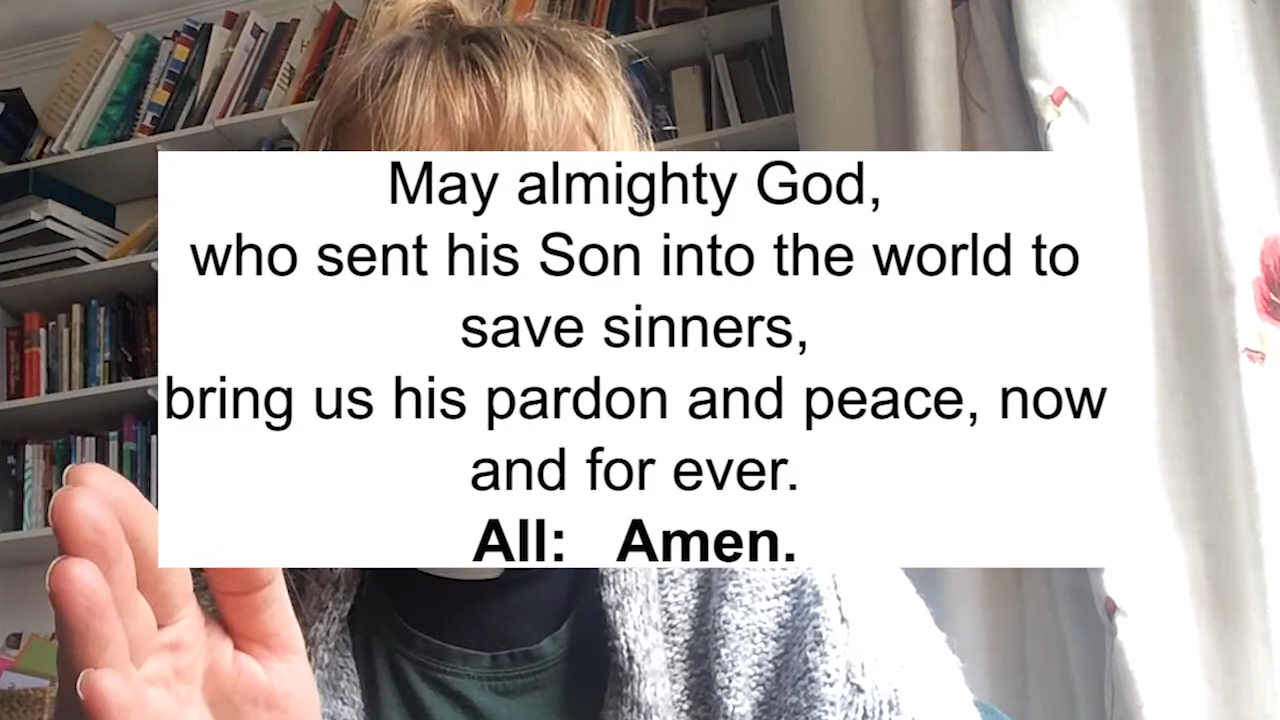 May almighty God,
who sent his Son into the world to
save sinners,
bring us his pardon and peace, now
and for ever.
All: Amen.